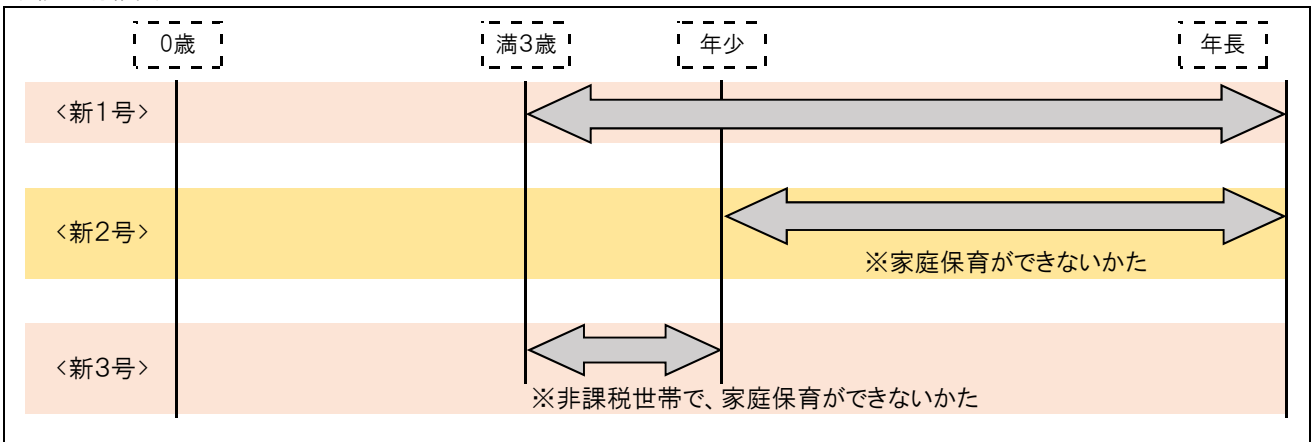 0歳 満3歳 年少 年長
<新1号>
<新2号>
※家庭保育ができないかた
<新3号>
※非課税世帯で、家庭保育ができないかた